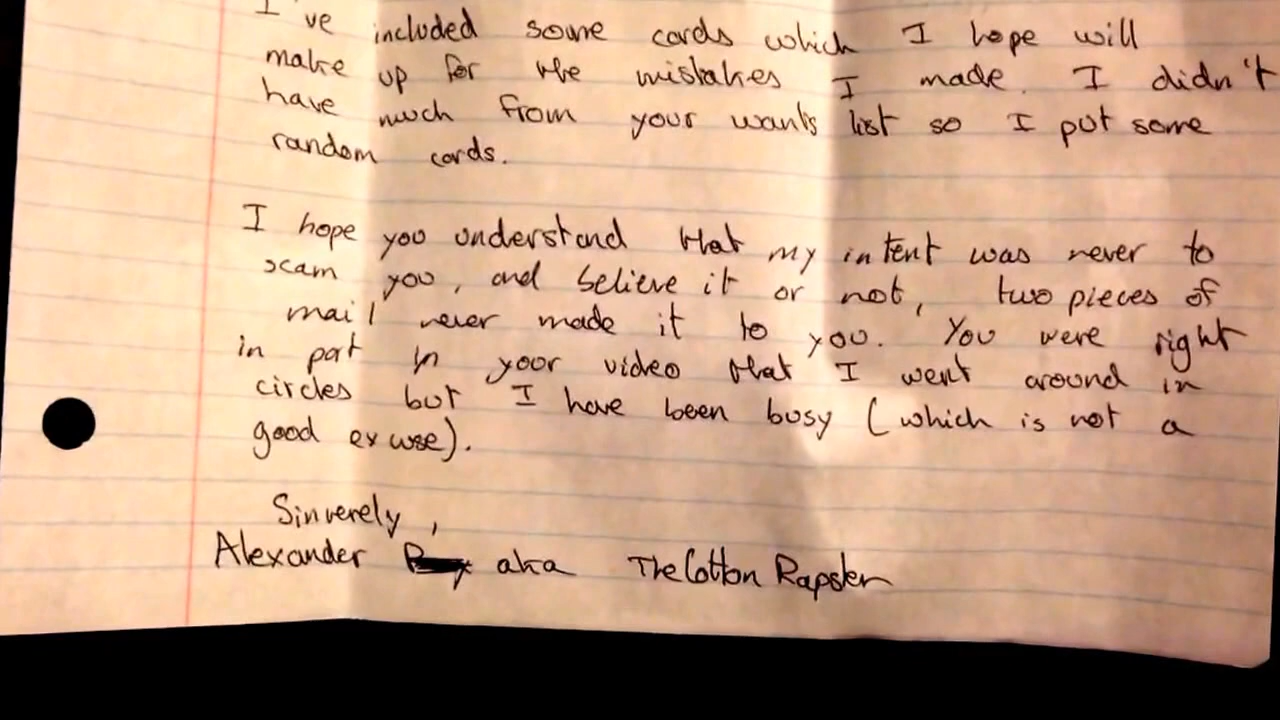 I've included some cards which I hope will
make up for the mistakes I made. I didn't
have much from your wants list so I put some
random cards.
I hope you understand that my intent was never to
scam you, and believe it or not, two pieces of
mail never made it to you. You were right
in part in your video that I went around in
circles but I have been busy (which is not a
good excuse).
Sinverely,
Alexander aka TheCotton Rapster